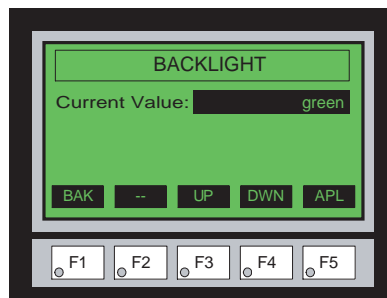 BACKLIGHT
Current Value: green
BAK -- UP DWN APL
F1 F2 F3 F4 F5